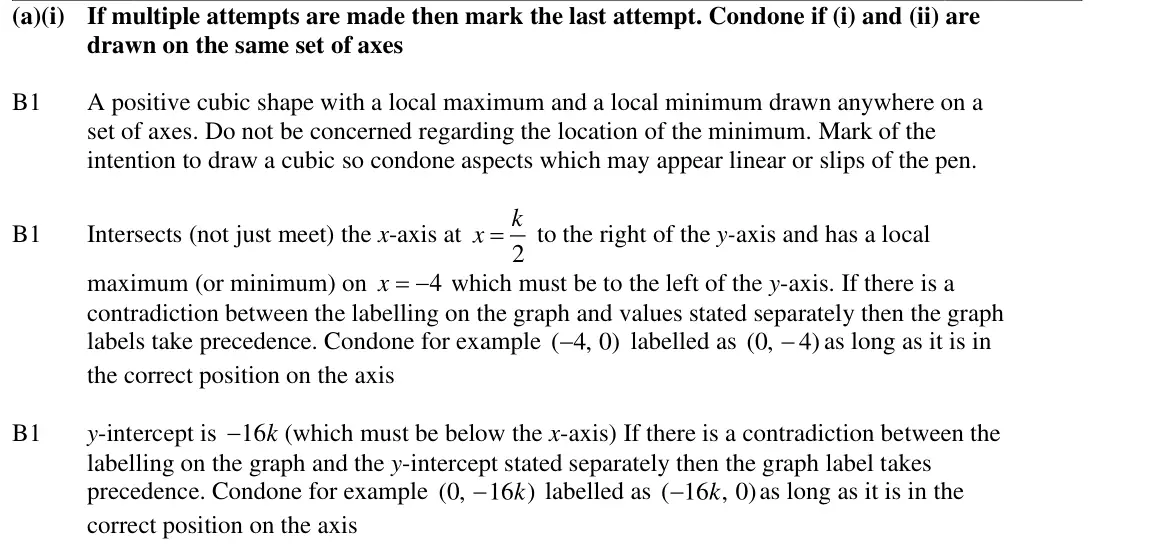 (a)(i) If multiple attempts are made then mark the last attempt. Condone if (i) and (ii) are
drawn on the same set of axes
B1 A positive cubic shape with a local maximum and a local minimum drawn anywhere on a
set of axes. Do not be concerned regarding the location of the minimum. Mark of the
intention to draw a cubic so condone aspects which may appear linear or slips of the pen.
B1 Intersects (not just meet) the x-axis at x = k/2 to the right of the y-axis and has a local
maximum (or minimum) on x = −4 which must be to the left of the y-axis. If there is a
contradiction between the labelling on the graph and values stated separately then the graph
labels take precedence. Condone for example (−4, 0) labelled as (0, −4) as long as it is in
the correct position on the axis
B1 y-intercept is −16k (which must be below the x-axis) If there is a contradiction between the
labelling on the graph and the y-intercept stated separately then the graph label takes
precedence. Condone for example (0, −16k) labelled as (−16k, 0) as long as it is in the
correct position on the axis